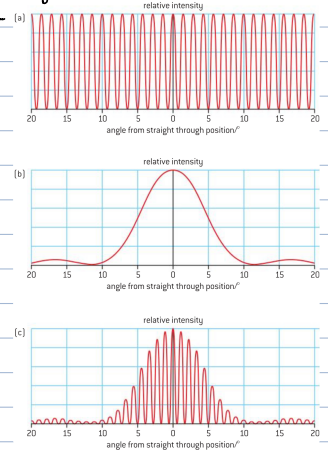 relative intensity
(a)
20 15 10 5 0 5 10 15 20
angle from straight through position/°
relative intensity
(b)
20 15 10 5 0 5 10 15 20
angle from straight through position/°
relative intensity
(c)
20 15 10 5 0 5 10 15 20
angle from straight through position/°